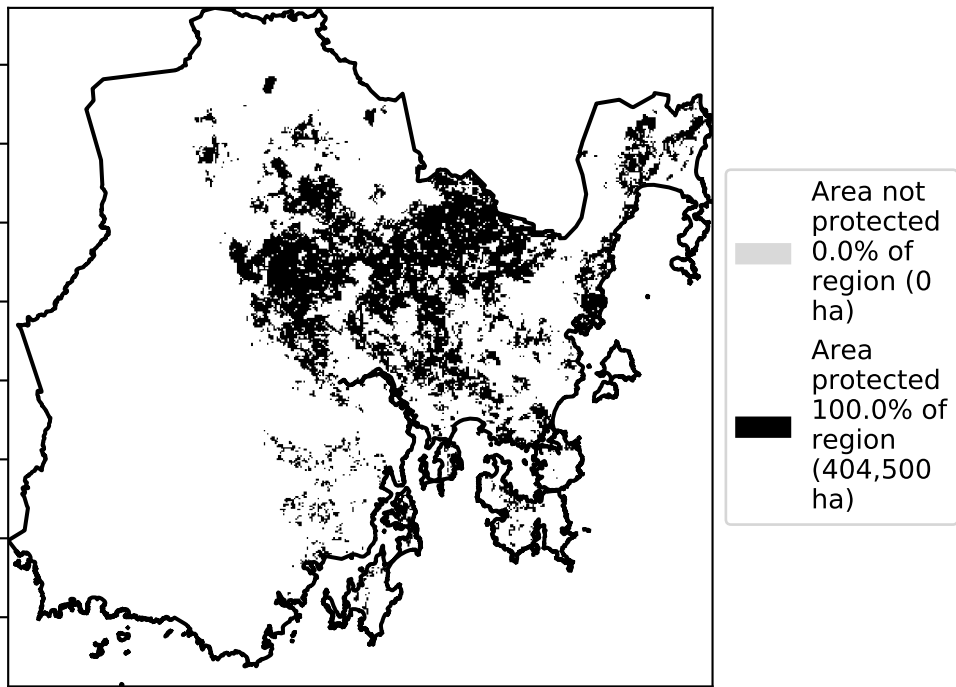 Area not
protected
0.0% of
region (0
ha)
Area
protected
100.0% of
region
(404,500
ha)